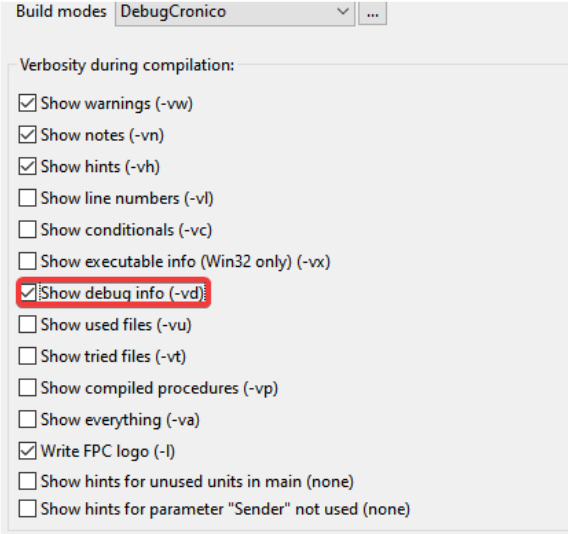 Build modes DebugCronico ...
Verbosity during compilation:
Show warnings (-vw)
Show notes (-vn)
Show hints (-vh)
Show line numbers (-vl)
Show conditionals (-vc)
Show executable info (Win32 only) (-vx)
Show debug info (-vd)
Show used files (-vu)
Show tried files (-vt)
Show compiled procedures (-vp)
Show everything (-va)
Write FPC logo (-l)
Show hints for unused units in main (none)
Show hints for parameter "Sender" not used (none)